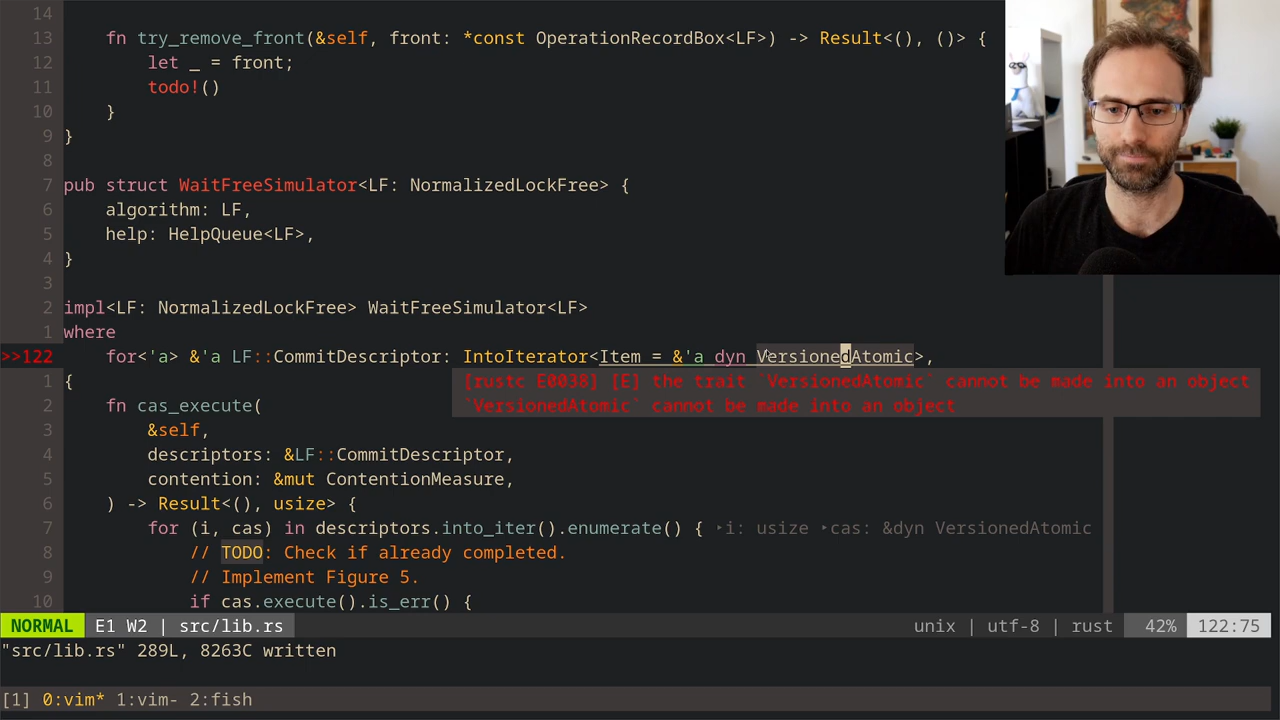 14
13 fn try_remove_front(&self, front: *const OperationRecordBox<LF>) -> Result<(), ()> {
12 let _ = front;
11 todo!()
10 }
9 }
8
7 pub struct WaitFreeSimulator<LF: NormalizedLockFree> {
6 algorithm: LF,
5 help: HelpQueue<LF>,
4 }
3
2 impl<LF: NormalizedLockFree> WaitFreeSimulator<LF>
1 where
>>122 for<'a> &'a LF::CommitDescriptor: IntoIterator<Item = &'a dyn VersionedAtomic>,
1 { [rustc E0038] [E] the trait `VersionedAtomic` cannot be made into an object
2 fn cas_execute( `VersionedAtomic` cannot be made into an object
3 &self,
4 descriptors: &LF::CommitDescriptor,
5 contention: &mut ContentionMeasure,
6 ) -> Result<(), usize> {
7 for (i, cas) in descriptors.into_iter().enumerate() { ‣i: usize ‣cas: &dyn VersionedAtomic
8 // TODO: Check if already completed.
9 // Implement Figure 5.
10 if cas.execute().is_err() {
NORMAL E1 W2 | src/lib.rs unix | utf-8 | rust 42% 122:75
"src/lib.rs" 289L, 8263C written
[1] 0:vim* 1:vim- 2:fish